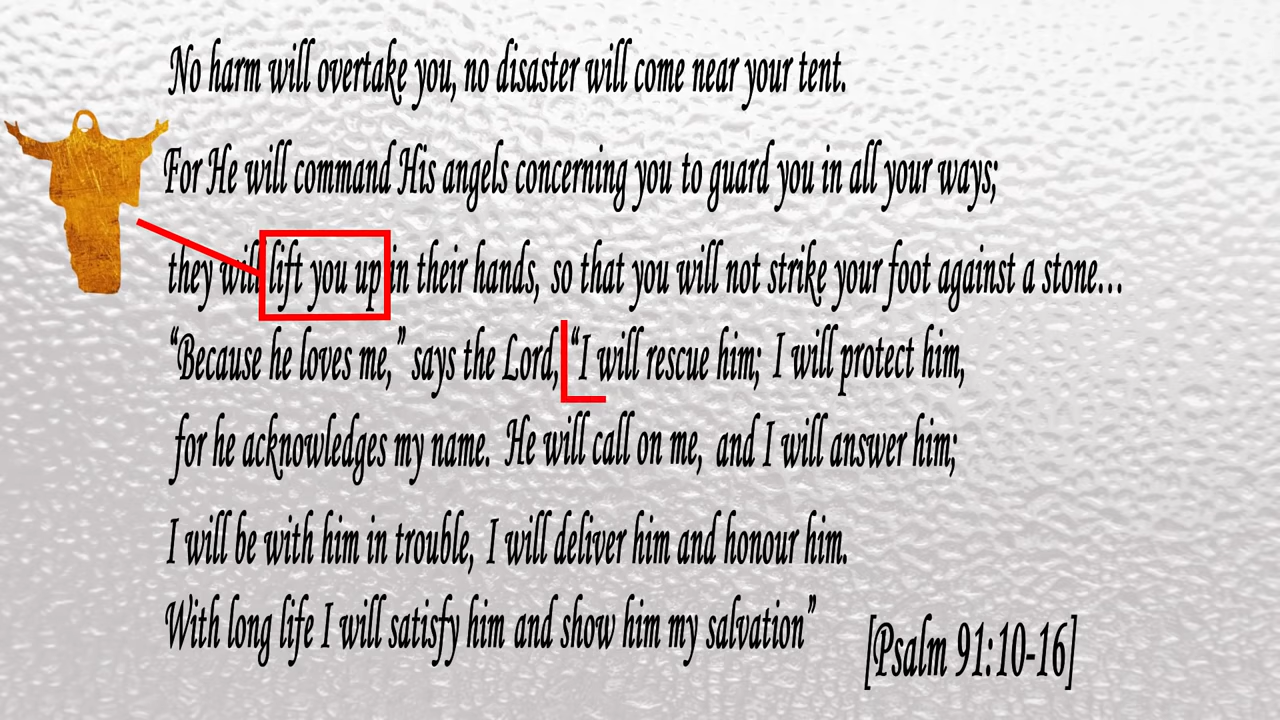 No harm will overtake you, no disaster will come near your tent.
For He will command His angels concerning you to guard you in all your ways;
they will lift you up in their hands, so that you will not strike your foot against a stone...
“Because he loves me,” says the Lord, “I will rescue him; I will protect him,
for he acknowledges my name. He will call on me, and I will answer him;
I will be with him in trouble, I will deliver him and honour him.
With long life I will satisfy him and show him my salvation”
[Psalm 91:10-16]